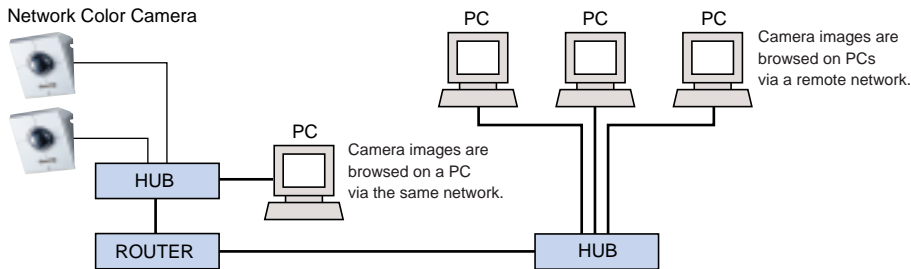 Network Color Camera
PC
PC
PC
Camera images are
browsed on PCs
via a remote network.
PC
Camera images are
browsed on a PC
via the same network.
HUB
ROUTER
HUB